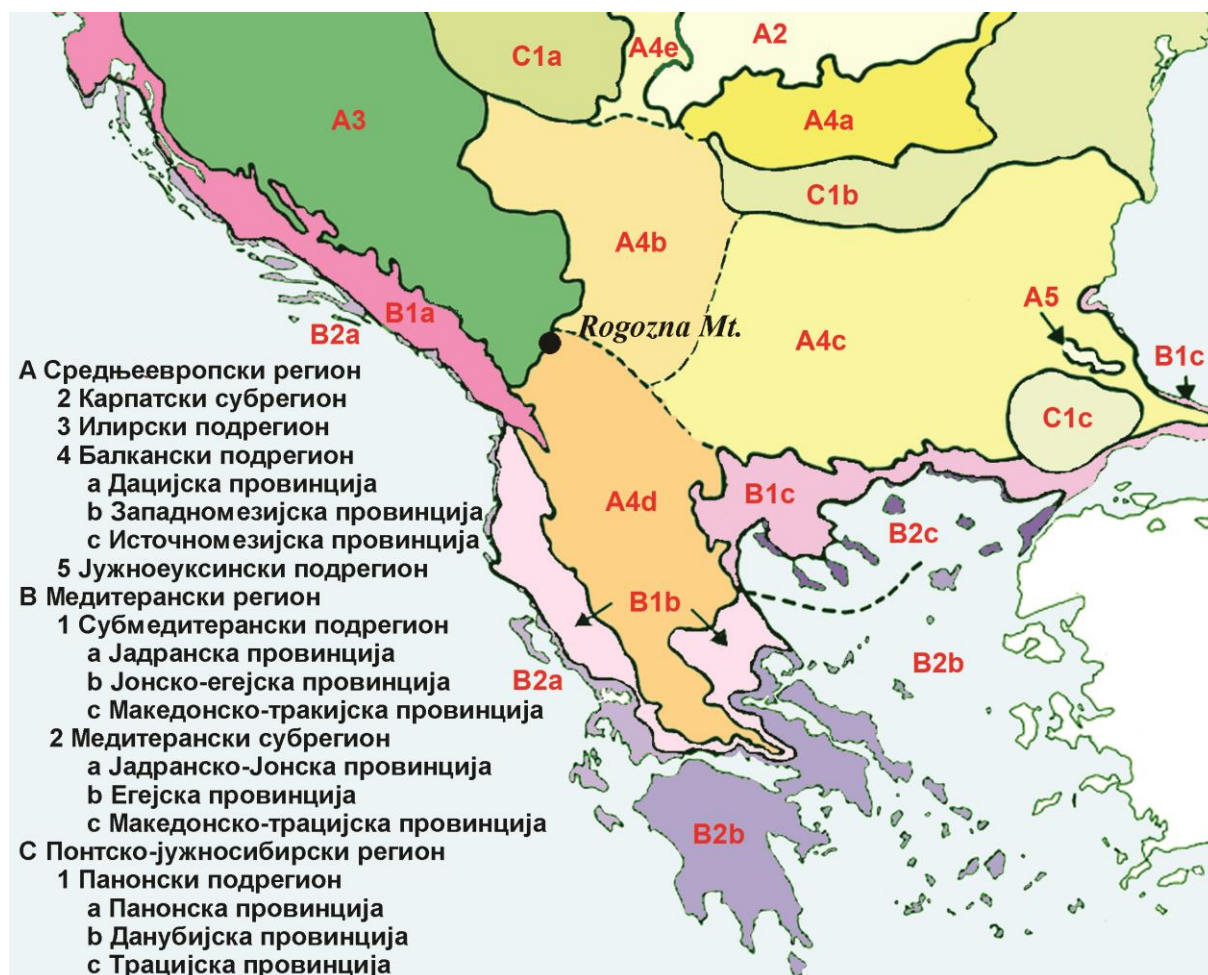 A2
A4e
C1a
A3
A4a
C1b
A4b
A5
B1a
Rogozna Mt.
A4c
B2a
B1c
A Средњеевропски регион
2 Карпатски субрегион
3 Илирски подрегион
C1c
4 Балкански подрегион
а Дацијска провинција
A4d
B1c
b Западномезијска провинција
c Источномезијска провинција
B2c
5 Јужноеуксински подрегион
B Медитерански регион
B1b
1 Субмедитерански подрегион
а Јадранска провинција
B2a
B2b
b Јонско-егејска провинција
c Македонско-тракијска провинција
2 Медитерански субрегион
а Јадранско-Јонска провинција
b Егејска провинција
c Македонско-трацијска провинција
B2b
C Понтско-јужносибирски регион
1 Панонски подрегион
а Панонска провинција
b Данубијска провинција
c Трацијска провинција